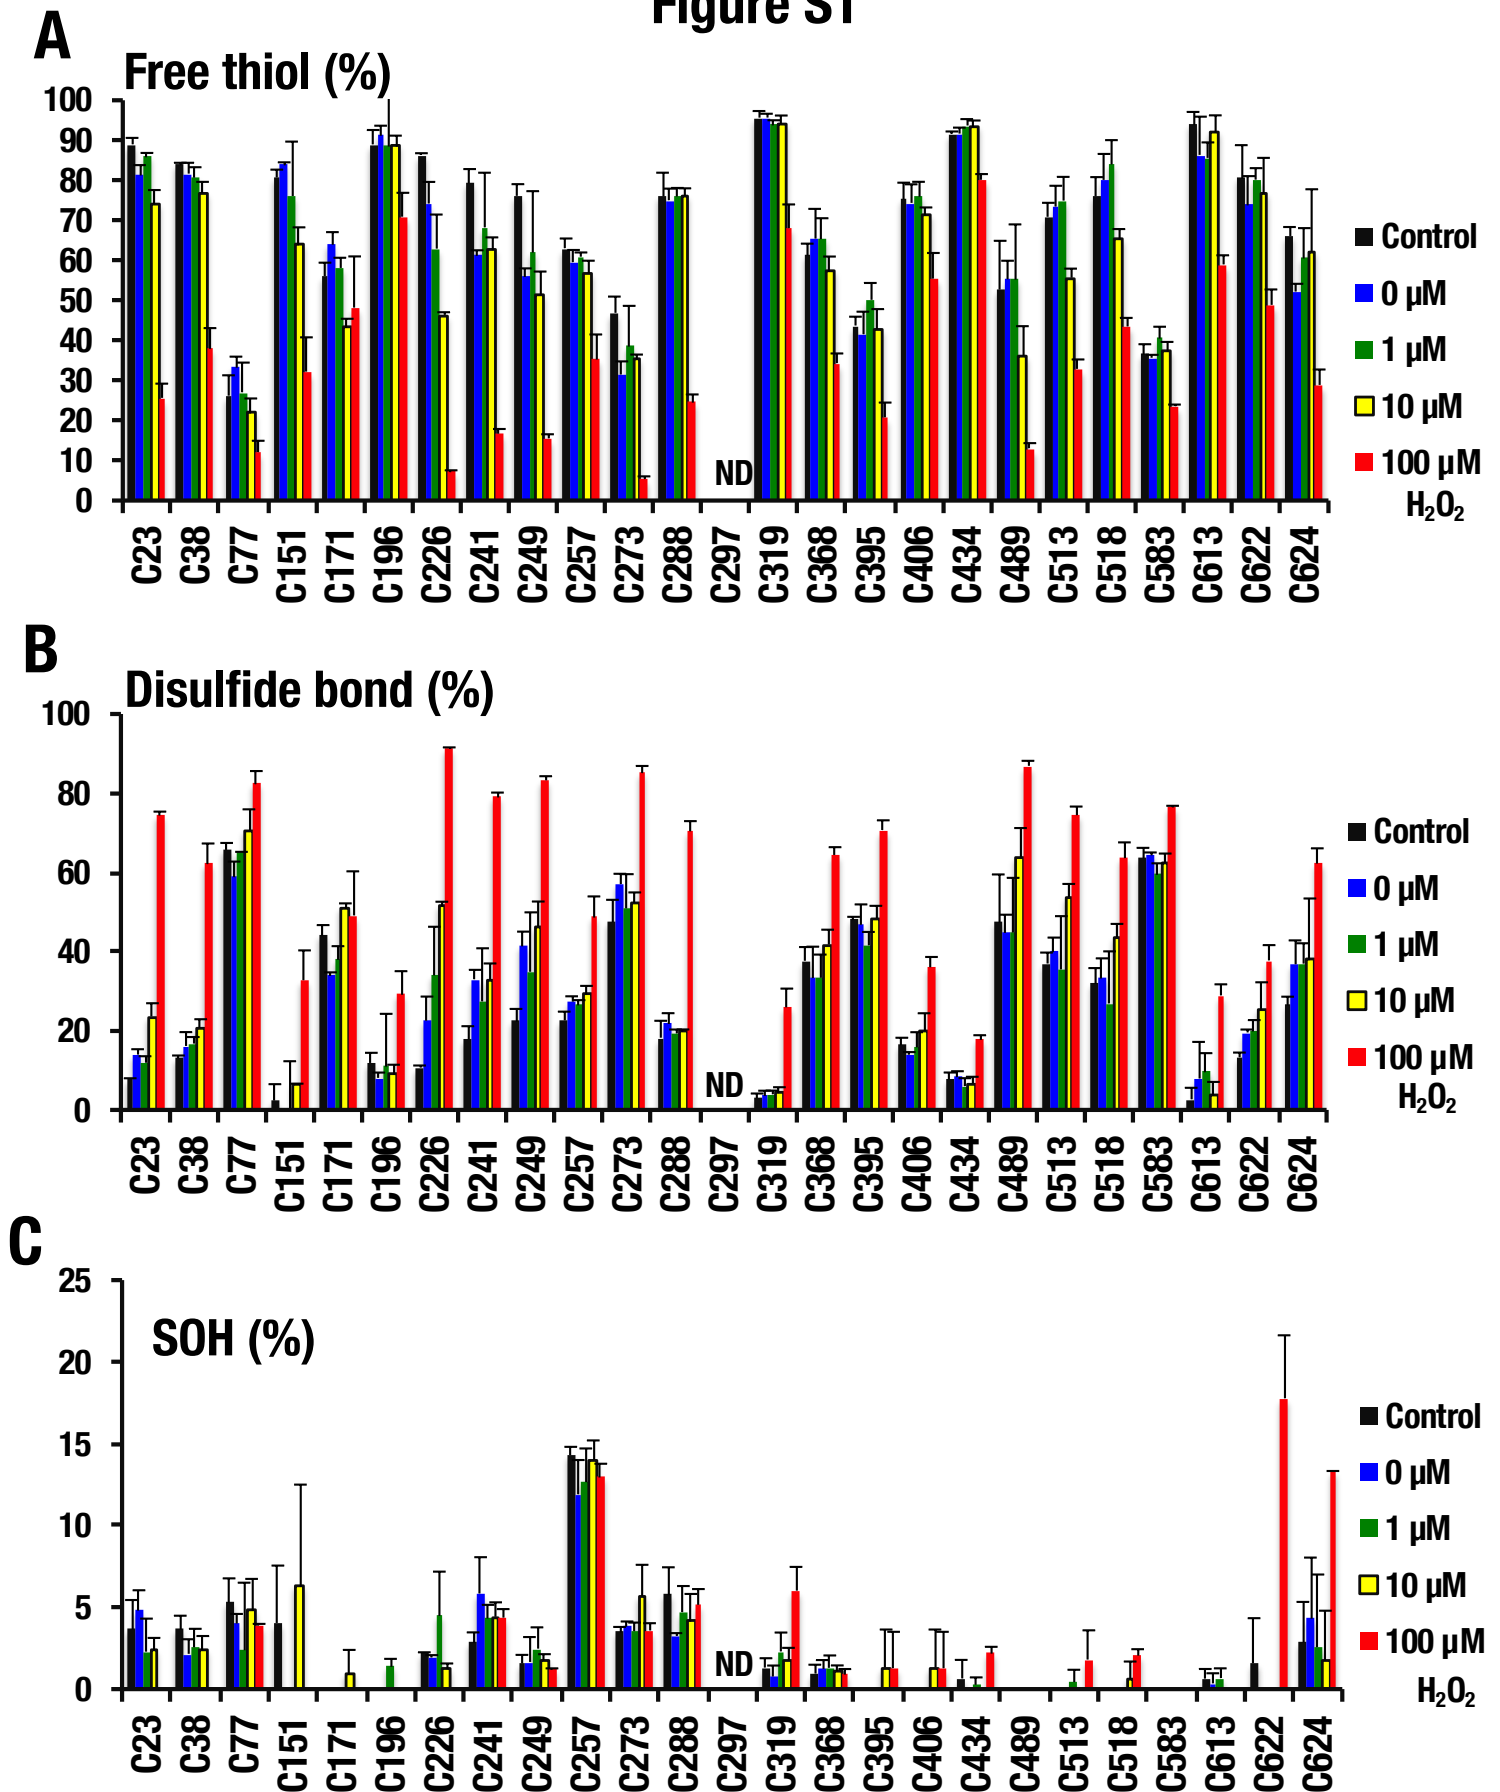 Figure S1
A
Free thiol (%)
100
90
80
70
60
50
40
30
20
10
0
ND
C23 C38 C77 C151 C171 C196 C226 C241 C249 C257 C273 C288 C297 C319 C368 C395 C406 C434 C489 C513 C518 C583 C613 C622 C624
Control
0 µM
1 µM
10 µM
100 µM
H₂O₂
B
Disulfide bond (%)
100
80
60
40
20
0
ND
C23 C38 C77 C151 C171 C196 C226 C241 C249 C257 C273 C288 C297 C319 C368 C395 C406 C434 C489 C513 C518 C583 C613 C622 C624
Control
0 µM
1 µM
10 µM
100 µM
H₂O₂
C
SOH (%)
25
20
15
10
5
0
ND
C23 C38 C77 C151 C171 C196 C226 C241 C249 C257 C273 C288 C297 C319 C368 C395 C406 C434 C489 C513 C518 C583 C613 C622 C624
Control
0 µM
1 µM
10 µM
100 µM
H₂O₂